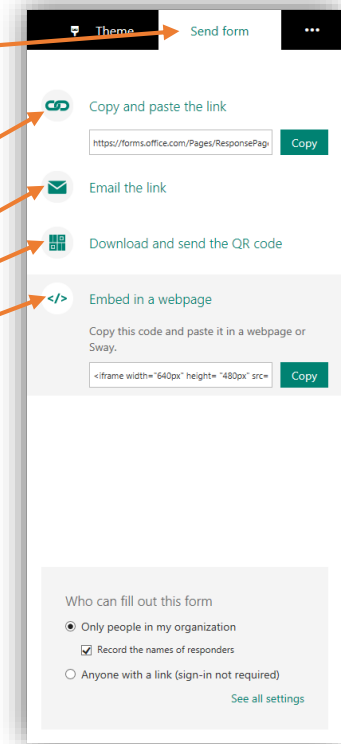 Theme
Send form
...
Copy and paste the link
https://forms.office.com/Pages/ResponsePage
Copy
Email the link
Download and send the QR code
</> Embed in a webpage
Copy this code and paste it in a webpage or
Sway.
<iframe width="640px" height= "480px" src=
Copy
Who can fill out this form
Only people in my organization
Record the names of responders
Anyone with a link (sign-in not required)
See all settings